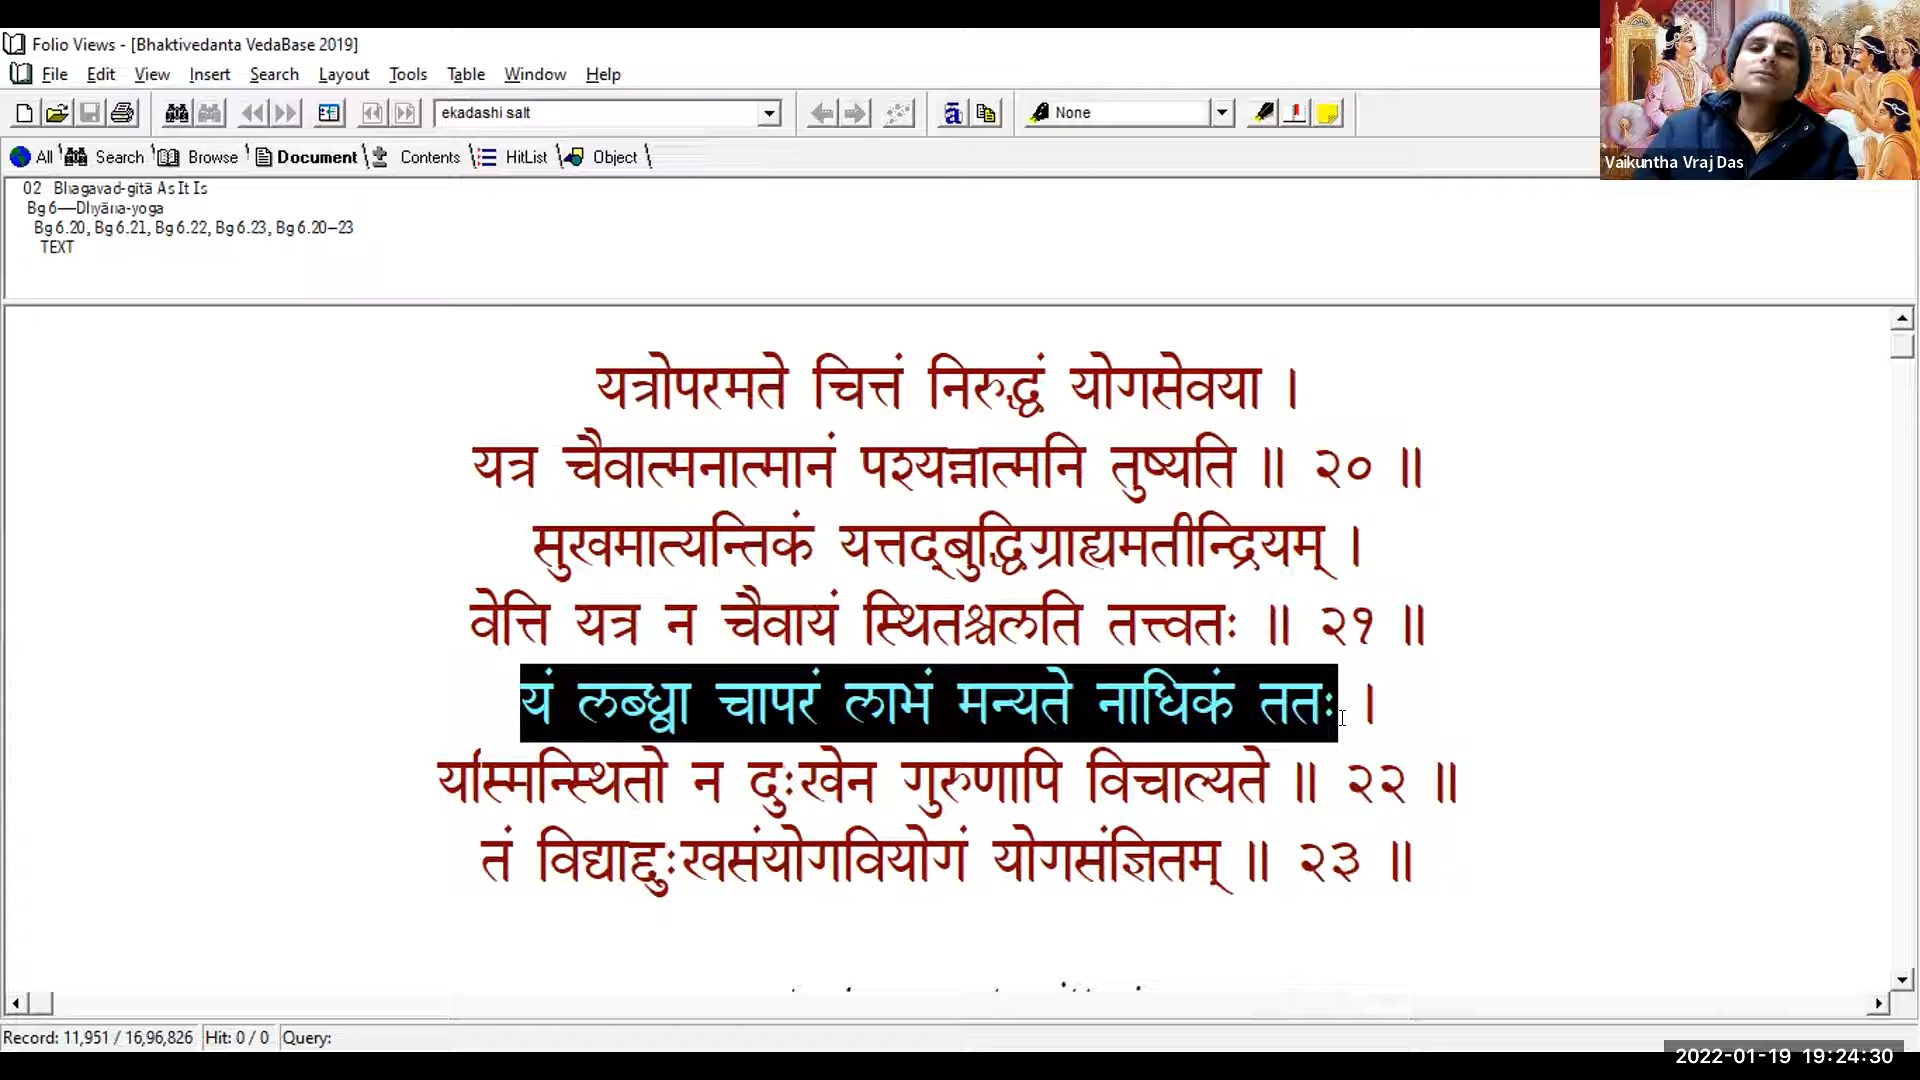 Folio Views - [Bhaktivedanta VedaBase 2019]
File Edit View Insert Search Layout Tools Table Window Help
ekadashi salt
None
All Search Browse Document Contents HitList Object
Vaikuntha Vraj Das
02 Bhagavad-gītā As It Is
Bg 6—Dhyāna-yoga
Bg 6.20, Bg 6.21, Bg 6.22, Bg 6.23, Bg 6.20–23
TEXT
यत्रोपरमते चित्तं निरुद्धं योगसेवया ।
यत्र चैवात्मनात्मानं पश्यन्नात्मनि तुष्यति ॥ २० ॥
सुखमात्यन्तिकं यत्तद्‍बुद्धिग्राह्यमतीन्द्रियम् ।
वेत्ति यत्र न चैवायं स्थितश्चलति तत्त्वतः ॥ २१ ॥
यं लब्ध्वा चापरं लाभं मन्यते नाधिकं ततः ।
यस्मिन्स्थितो न दुःखेन गुरुणापि विचाल्यते ॥ २२ ॥
तं विद्याद्दुःखसंयोगवियोगं योगसंज्ञितम् ॥ २३ ॥
Record: 11,951 / 16,96,826 Hit: 0 / 0 Query:
2022-01-19 19:24:30